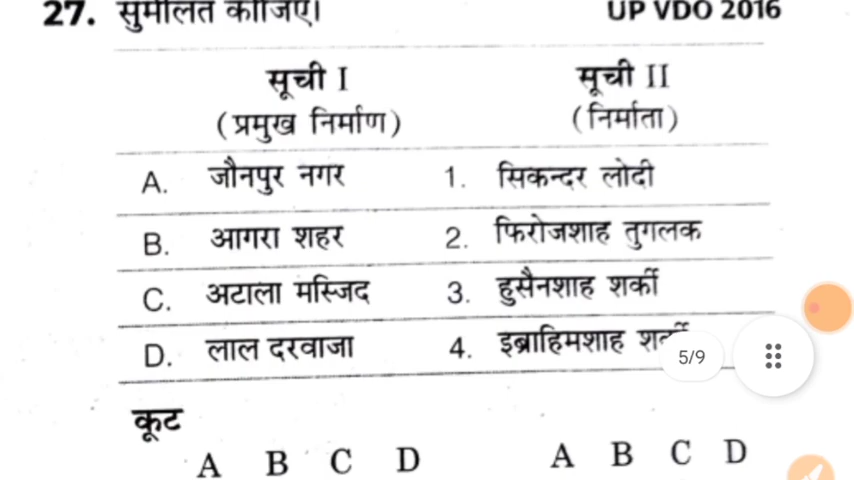 27. सुमेलित कीजिए। UP VDO 2016
सूची I सूची II
(प्रमुख निर्माण) (निर्माता)
A. जौनपुर नगर 1. सिकन्दर लोदी
B. आगरा शहर 2. फिरोजशाह तुगलक
C. अटाला मस्जिद 3. हुसैनशाह शर्की
D. लाल दरवाजा 4. इब्राहिमशाह
5/9
कूट
A B C D A B C D